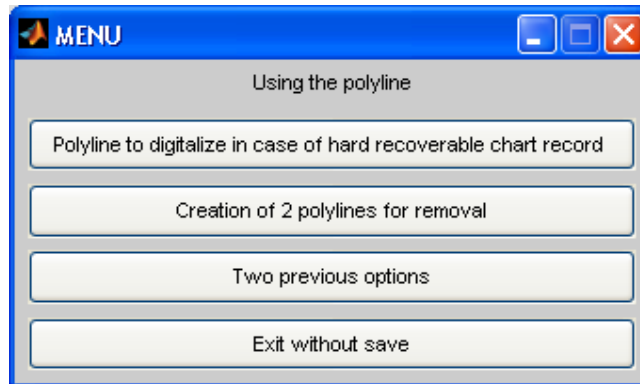 MENU
Using the polyline
Polyline to digitalize in case of hard recoverable chart record
Creation of 2 polylines for removal
Two previous options
Exit without save